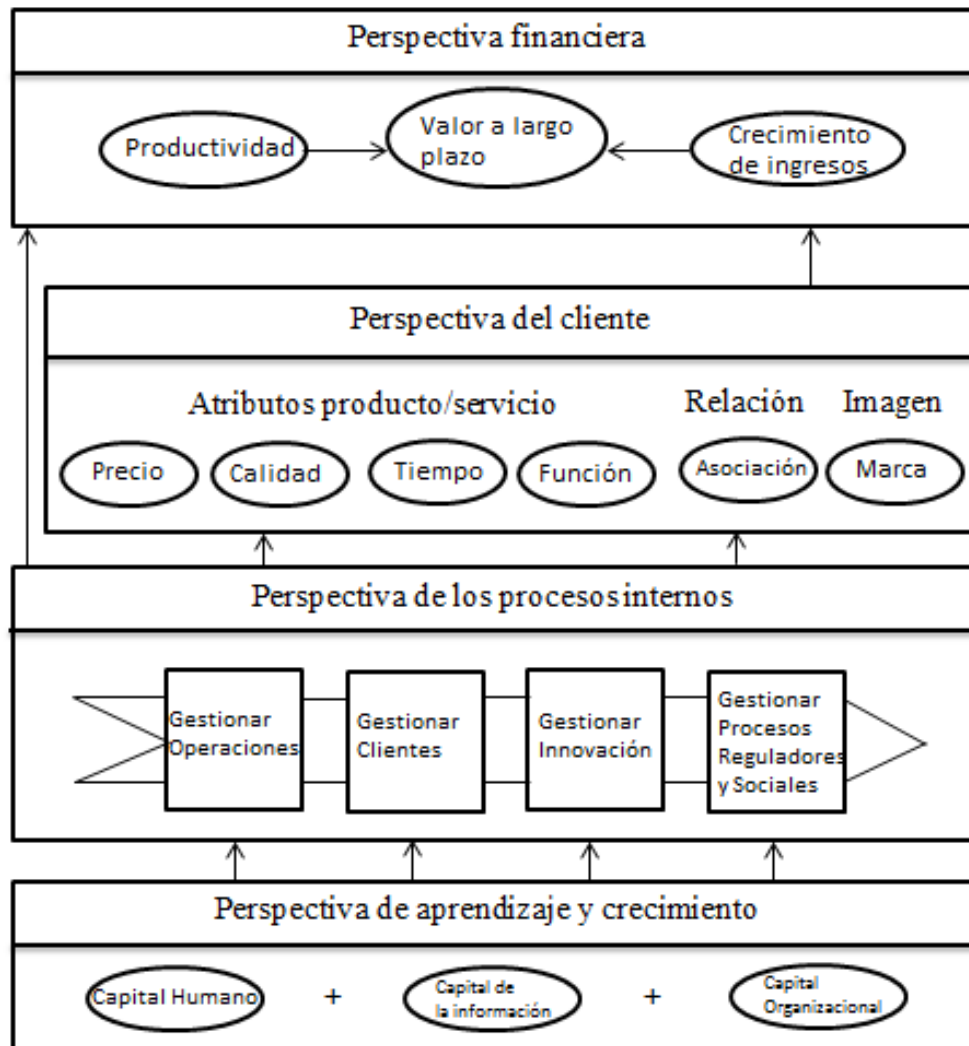 Perspectiva financiera
Productividad
Valor a largo
plazo
Crecimiento
de ingresos
Perspectiva del cliente
Atributos producto/servicio
Relación
Imagen
Precio
Calidad
Tiempo
Función
Asociación
Marca
Perspectiva de los procesos internos
Gestionar
Operaciones
Gestionar
Clientes
Gestionar
Innovación
Gestionar
Procesos
Reguladores
y Sociales
Perspectiva de aprendizaje y crecimiento
Capital Humano
+
Capital de
la información
+
Capital
Organizacional